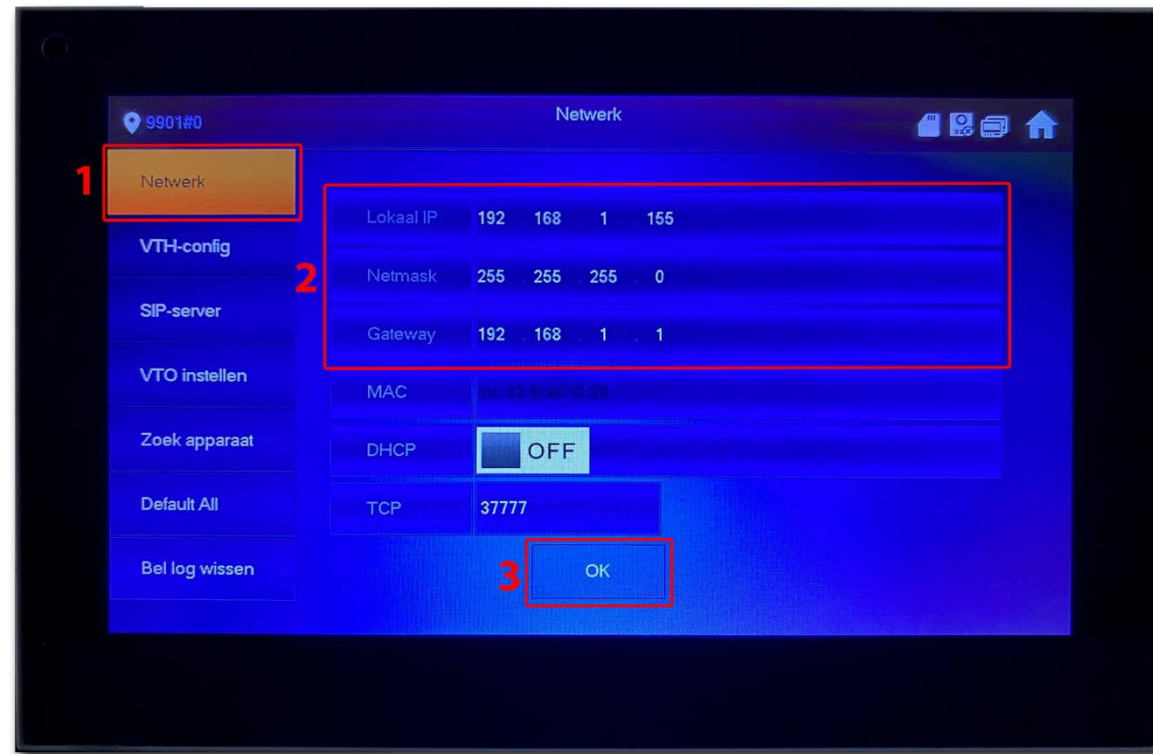 9901#0
Netwerk
1
Netwerk
VTH-config
SIP-server
VTO instellen
Zoek apparaat
Default All
Bel log wissen
2
Lokaal IP 192 . 168 . 1 . 155
Netmask 255 . 255 . 255 . 0
Gateway 192 . 168 . 1 . 1
MAC
DHCP OFF
TCP 37777
3
OK